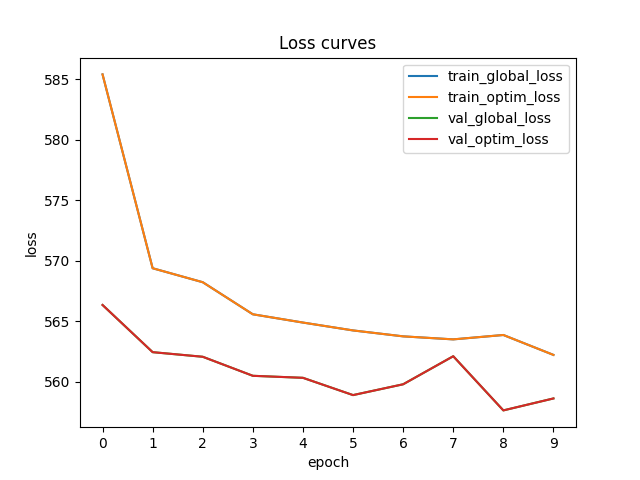 Loss curves
train_global_loss
train_optim_loss
val_global_loss
val_optim_loss
585
580
575
570
565
560
loss
0 1 2 3 4 5 6 7 8 9
epoch